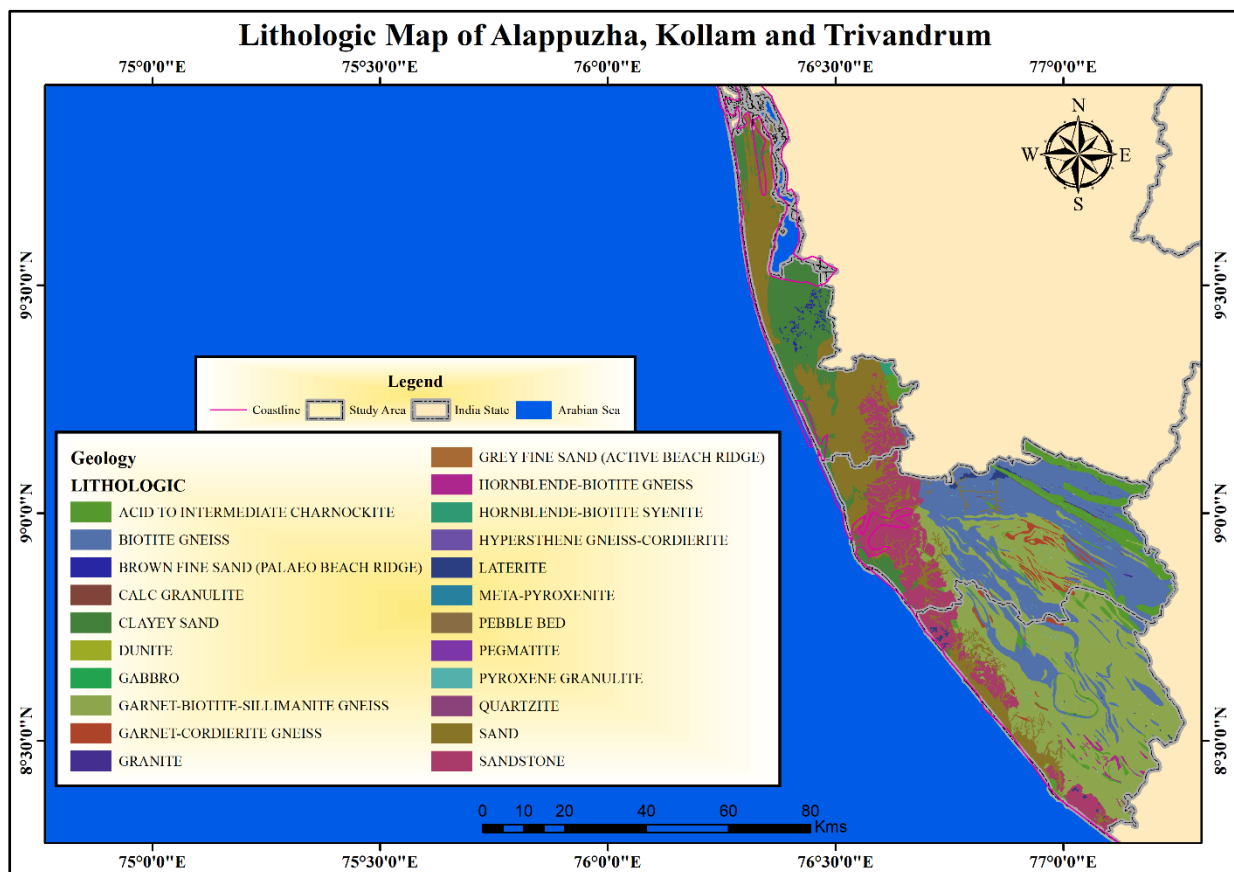 Lithologic Map of Alappuzha, Kollam and Trivandrum
75°0'0"E 75°30'0"E 76°0'0"E 76°30'0"E 77°0'0"E
N
W E
S
9°30'0"N 9°30'0"N
Legend
Coastline Study Area India State Arabian Sea
Geology
LITHOLOGIC
ACID TO INTERMEDIATE CHARNOCKITE
BIOTITE GNEISS
BROWN FINE SAND (PALAEO BEACH RIDGE)
CALC GRANULITE
CLAYEY SAND
DUNITE
GABBRO
GARNET-BIOTITE-SILLIMANITE GNEISS
GARNET-CORDIERITE GNEISS
GRANITE
GREY FINE SAND (ACTIVE BEACH RIDGE)
HORNBLENDE-BIOTITE GNEISS
HORNBLENDE-BIOTITE SYENITE
HYPERSTHENE GNEISS-CORDIERITE
LATERITE
META-PYROXENITE
PEBBLE BED
PEGMATITE
PYROXENE GRANULITE
QUARTZITE
SAND
SANDSTONE
9°0'0"N 9°0'0"N
8°30'0"N 8°30'0"N
0 10 20 40 60 80
Kms
75°0'0"E 75°30'0"E 76°0'0"E 76°30'0"E 77°0'0"E